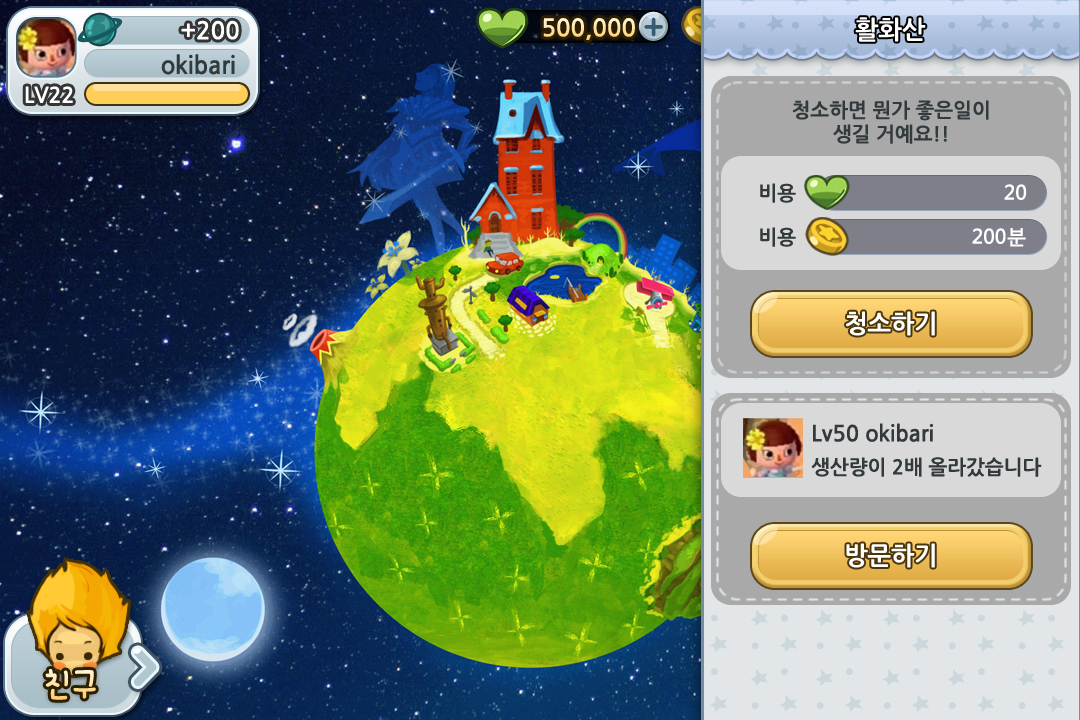 +200
okibari
LV22
500,000
활화산
청소하면 뭔가 좋은일이
생길 거예요!!
비용 20
비용 200분
청소하기
Lv50 okibari
생산량이 2배 올라갔습니다
방문하기
친구